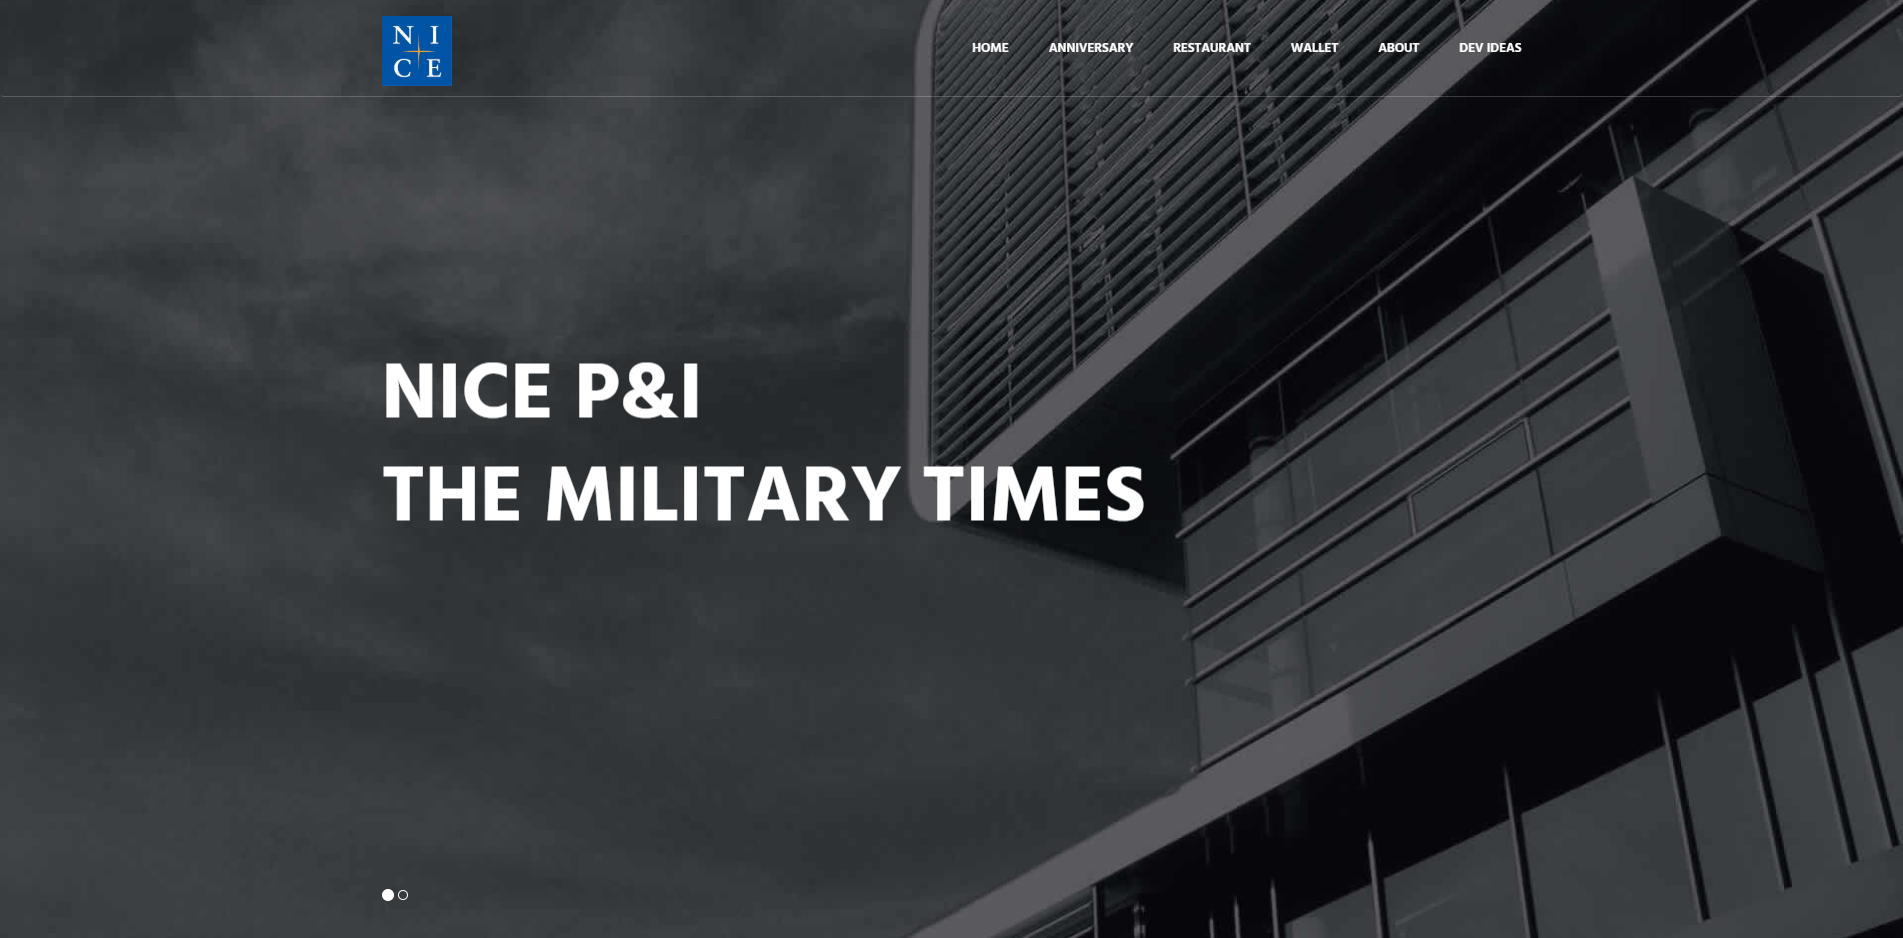 N I
C E
HOME ANNIVERSARY RESTAURANT WALLET ABOUT DEV IDEAS
NICE P&I
THE MILITARY TIMES